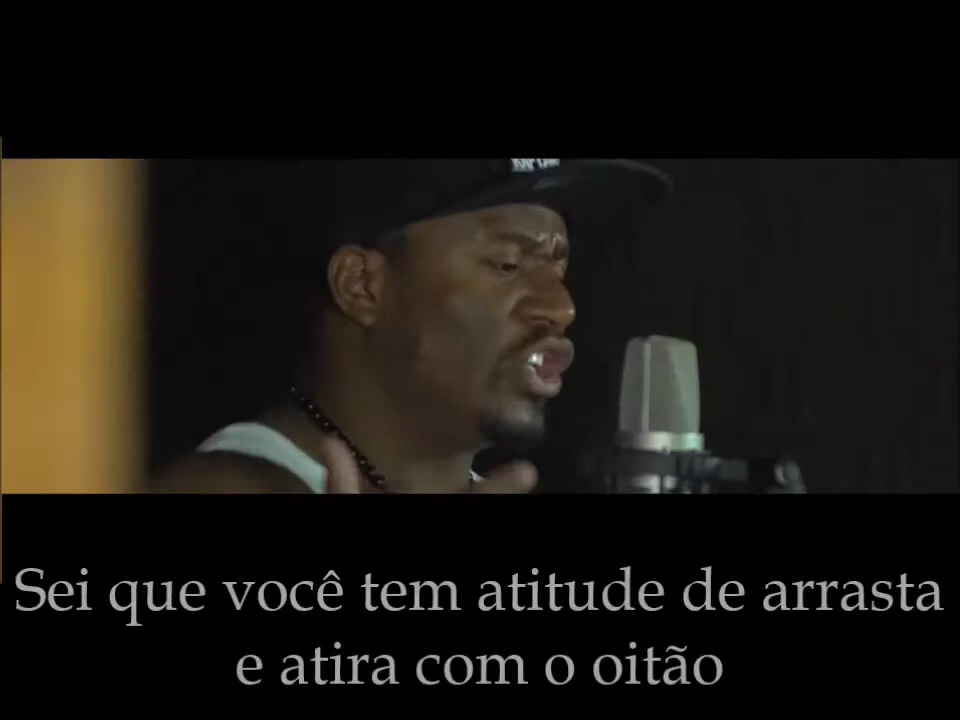 Sei que você tem atitude de arrasta
e atira com o oitão